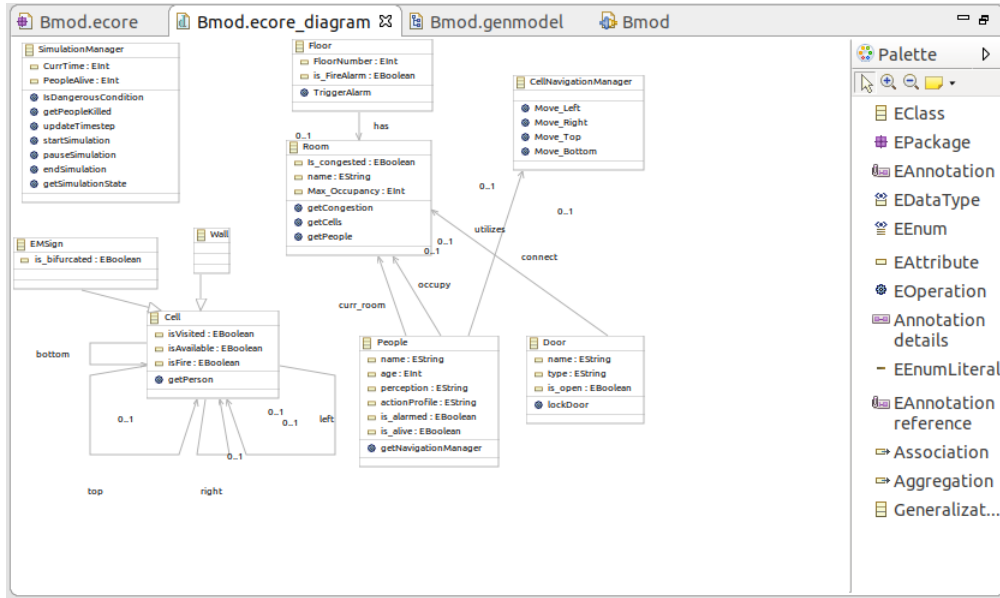 Bmod.ecore
Bmod.ecore_diagram
Bmod.genmodel
Bmod
SimulationManager
CurrTime : EInt
PeopleAlive : EInt
IsDangerousCondition
getPeopleKilled
updateTimestep
startSimulation
pauseSimulation
endSimulation
getSimulationState
Floor
FloorNumber : EInt
is_FireAlarm : EBoolean
TriggerAlarm
has
0..1
Room
Is_congested : EBoolean
name : EString
Max_Occupancy : EInt
getCongestion
getCells
getPeople
0..1
0..1
CellNavigationManager
Move_Left
Move_Right
Move_Top
Move_Bottom
0..1
0..1
utilizes
connect
occupy
curr_room
EMSign
is_bifurcated : EBoolean
Wall
Cell
isVisited : EBoolean
isAvailable : EBoolean
isFire : EBoolean
getPerson
bottom
0..1
0..1
0..1
left
0..1
top
right
People
name : EString
age : EInt
perception : EString
actionProfile : EString
is_alarmed : EBoolean
is_alive : EBoolean
getNavigationManager
Door
name : EString
type : EString
is_open : EBoolean
lockDoor
Palette
EClass
EPackage
EAnnotation
EDataType
EEnum
EAttribute
EOperation
Annotation
details
EEnumLiteral
EAnnotation
reference
Association
Aggregation
Generalizat...